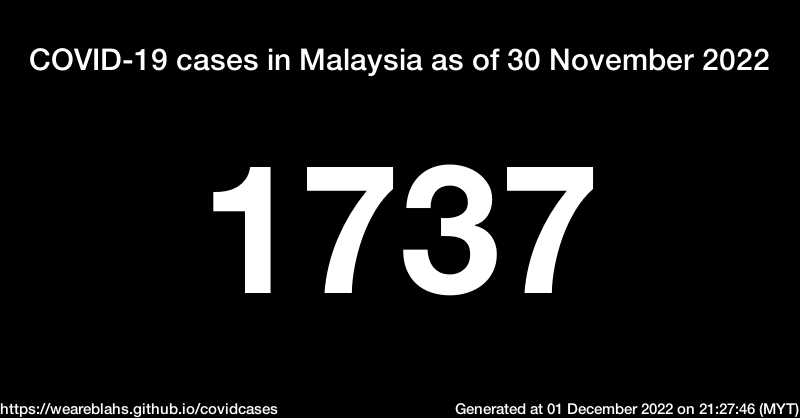 COVID-19 cases in Malaysia as of 30 November 2022
1737
https://weareblahs.github.io/covidcases
Generated at 01 December 2022 on 21:27:46 (MYT)